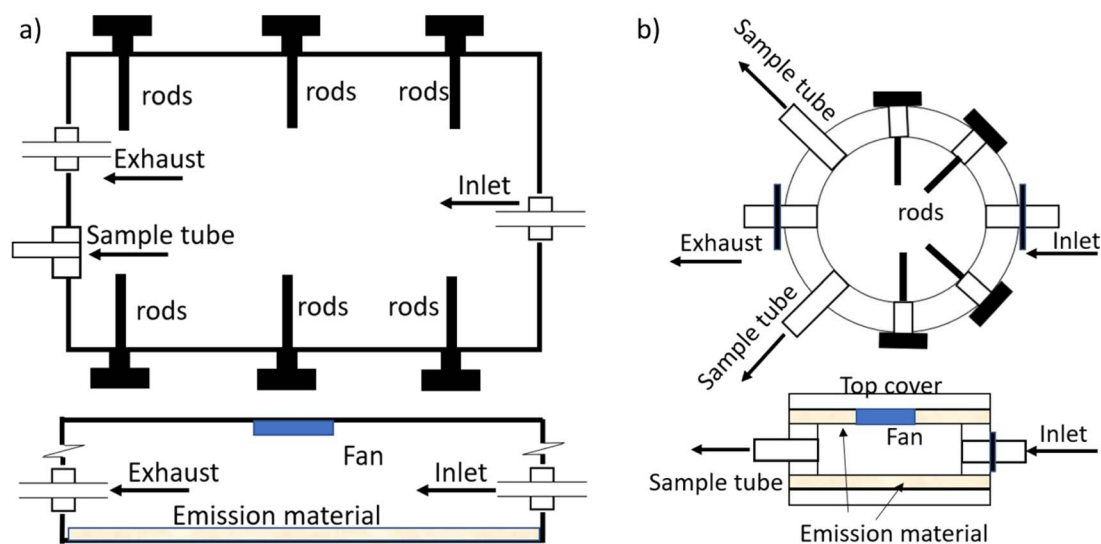 a)
rods
rods
rods
Exhaust
Inlet
Sample tube
rods
rods
rods
Fan
Exhaust
Inlet
Emission material
b)
Sample tube
rods
Exhaust
Inlet
Sample tube
Top cover
Fan
Inlet
Sample tube
Emission material